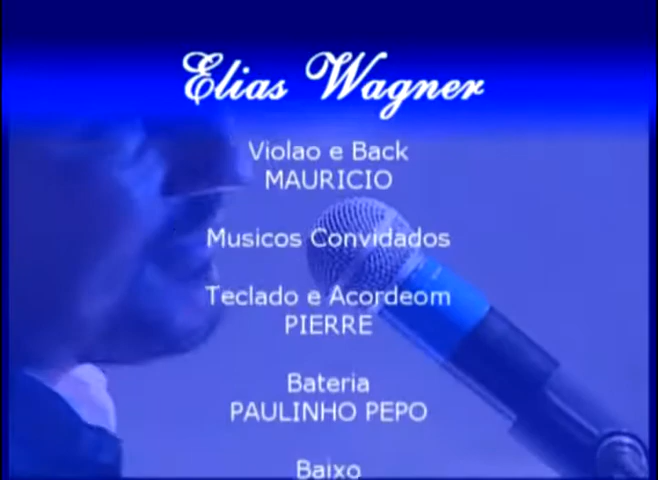 Elias Wagner
Violao e Back
MAURICIO
Musicos Convidados
Teclado e Acordeom
PIERRE
Bateria
PAULINHO PEPO
Baixo